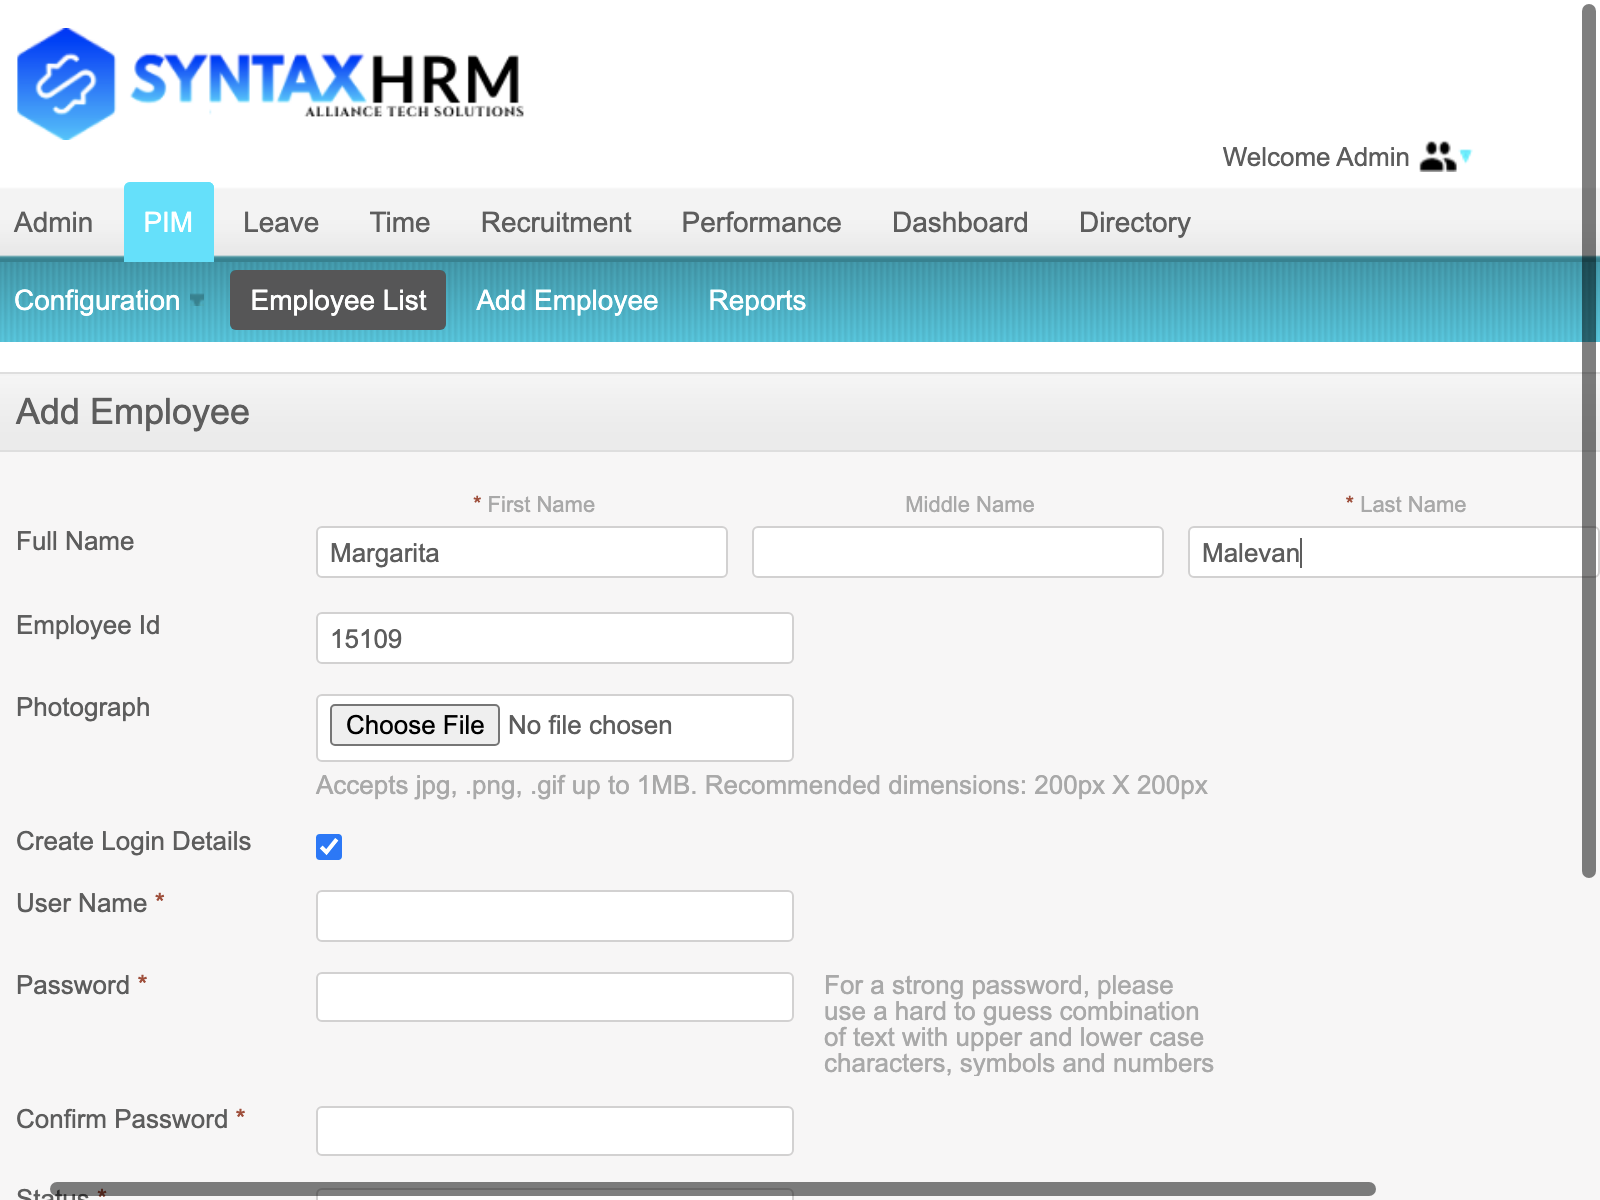 SYNTAXHRM
ALLIANCE TECH SOLUTIONS
Welcome Admin
Admin PIM Leave Time Recruitment Performance Dashboard Directory
Configuration Employee List Add Employee Reports
Add Employee
* First Name Middle Name * Last Name
Full Name Margarita Malevan
Employee Id 15109
Photograph Choose File No file chosen
Accepts jpg, .png, .gif up to 1MB. Recommended dimensions: 200px X 200px
Create Login Details
User Name *
Password * For a strong password, please
use a hard to guess combination
of text with upper and lower case
characters, symbols and numbers
Confirm Password *
Status *